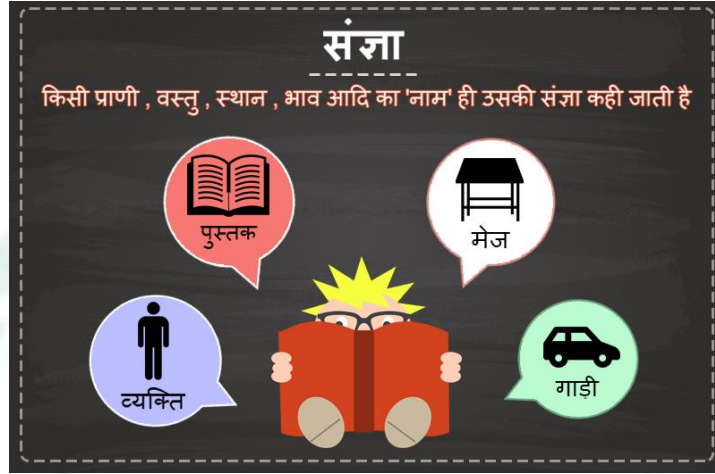 संज्ञा
किसी प्राणी , वस्तु , स्थान , भाव आदि का 'नाम' ही उसकी संज्ञा कही जाती है
पुस्तक
मेज
व्यक्ति
गाड़ी